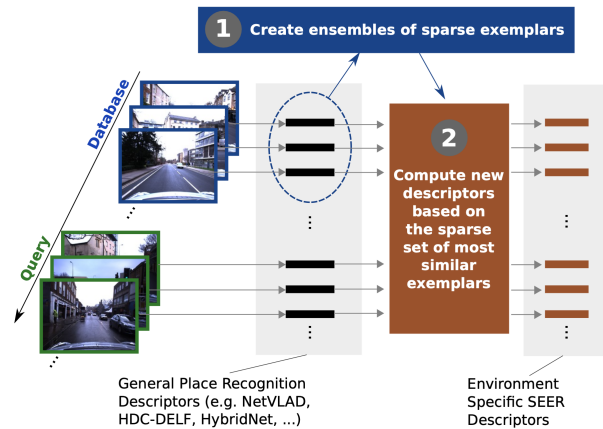 1 Create ensembles of sparse exemplars
Database
2
Compute new
descriptors
based on
the sparse
set of most
similar
exemplars
Query
General Place Recognition
Descriptors (e.g. NetVLAD,
HDC-DELF, HybridNet, ...)
Environment
Specific SEER
Descriptors